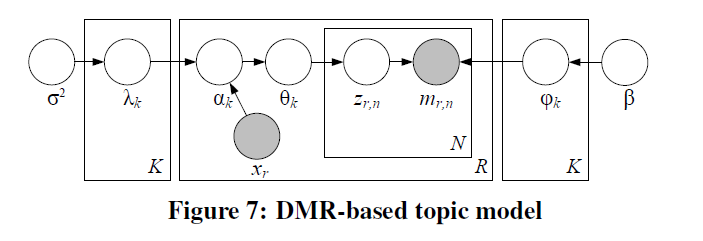 σ² λk αk θk zr,n mr,n φk β
xr
N
K R K
Figure 7: DMR-based topic model